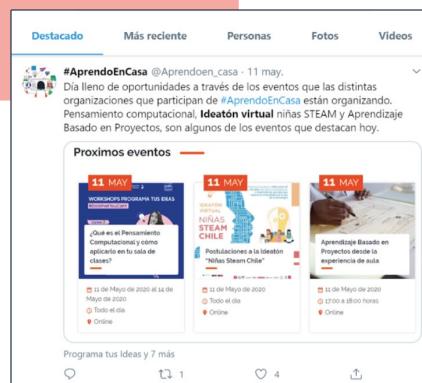 Destacado Más reciente Personas Fotos Videos
#AprendoEnCasa @Aprendoen_casa · 11 may.
Día lleno de oportunidades a través de los eventos que las distintas
organizaciones que participan de #AprendoEnCasa están organizando.
Pensamiento computacional, Ideatón virtual niñas STEAM y Aprendizaje
Basado en Proyectos, son algunos de los eventos que destacan hoy.
Proximos eventos
11 MAY
WORKSHOPS PROGRAMA TUS IDEAS
¿Qué es el Pensamiento
Computacional y cómo
aplicarlo en tu sala de
clases?
11 de Mayo de 2020 al 14 de
Mayo de 2020
Todo el día
Online
11 MAY
IDEATÓN
VIRTUAL
NIÑAS
STEAM
CHILE
Postulaciones a la Ideatón
"Niñas Steam Chile"
11 de Mayo de 2020
Todo el día
Online
11 MAY
Aprendizaje Basado en
Proyectos desde la
experiencia de aula
11 de Mayo de 2020
17:00 a 18:00 horas
Online
Programa tus Ideas y 7 más
1 4